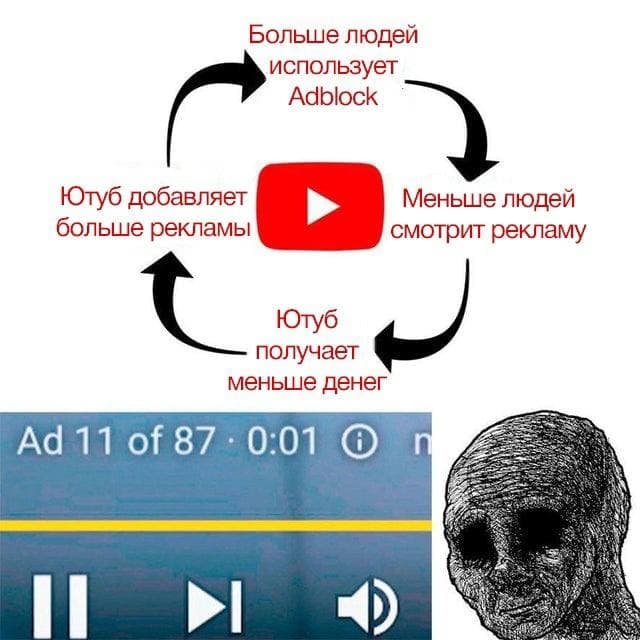 Больше людей
использует
Adblock
Ютуб добавляет
больше рекламы
Меньше людей
смотрит рекламу
Ютуб
получает
меньше денег
Ad 11 of 87 · 0:01